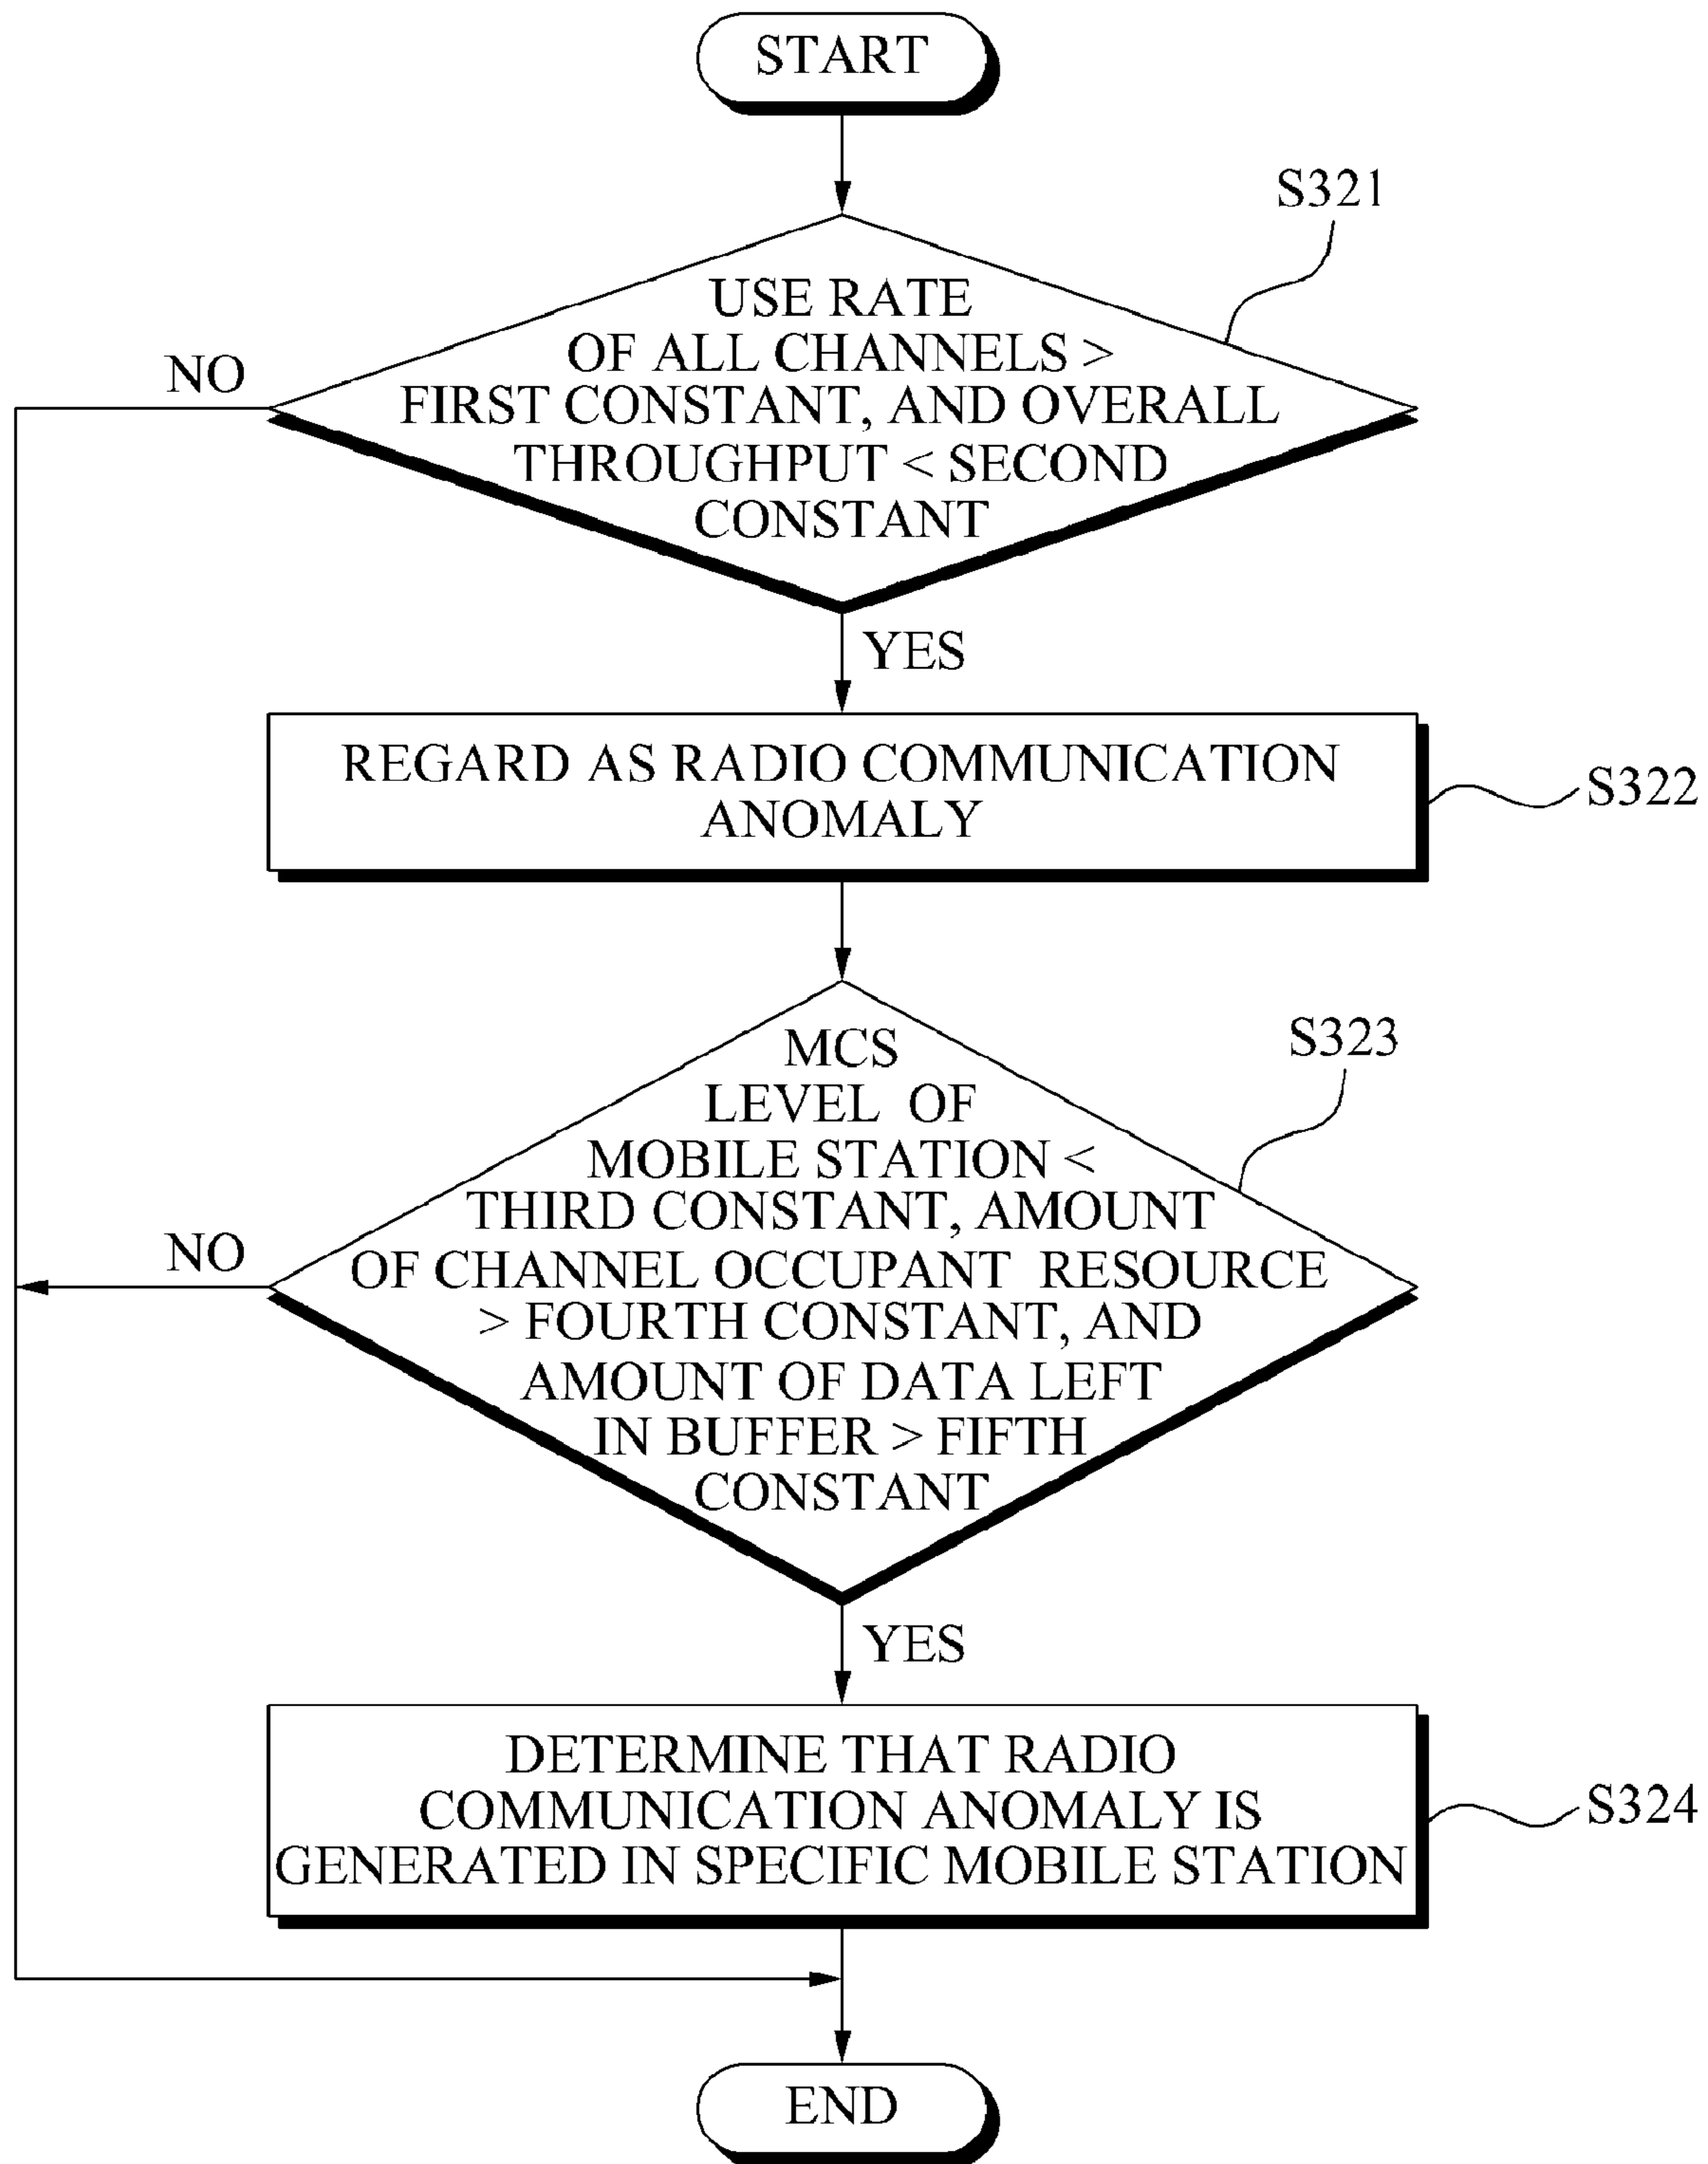 START
S321
USE RATE
OF ALL CHANNELS >
FIRST CONSTANT, AND OVERALL
THROUGHPUT < SECOND
CONSTANT
NO
YES
REGARD AS RADIO COMMUNICATION
ANOMALY
S322
S323
MCS
LEVEL OF
MOBILE STATION <
THIRD CONSTANT, AMOUNT
OF CHANNEL OCCUPANT RESOURCE
> FOURTH CONSTANT, AND
AMOUNT OF DATA LEFT
IN BUFFER > FIFTH
CONSTANT
NO
YES
DETERMINE THAT RADIO
COMMUNICATION ANOMALY IS
GENERATED IN SPECIFIC MOBILE STATION
S324
END